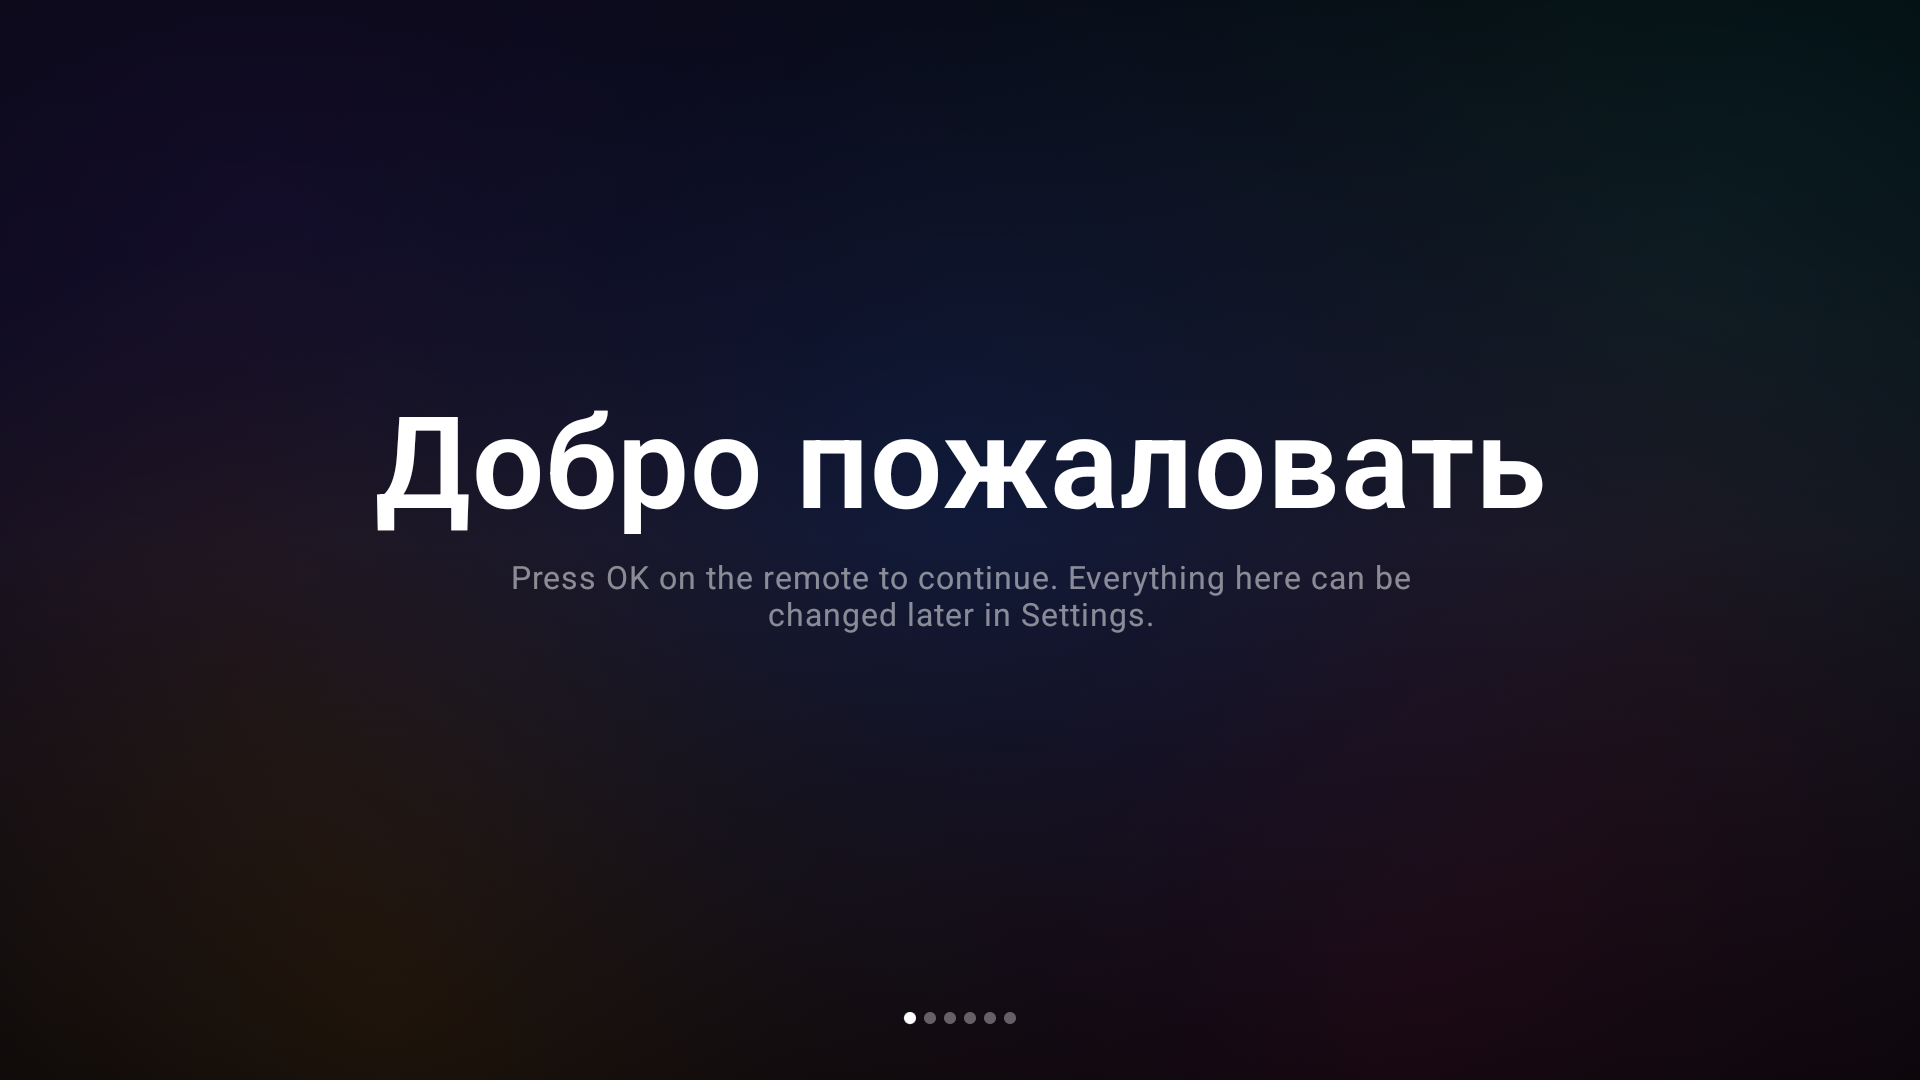 Добро пожаловать
Press OK on the remote to continue. Everything here can be
changed later in Settings.